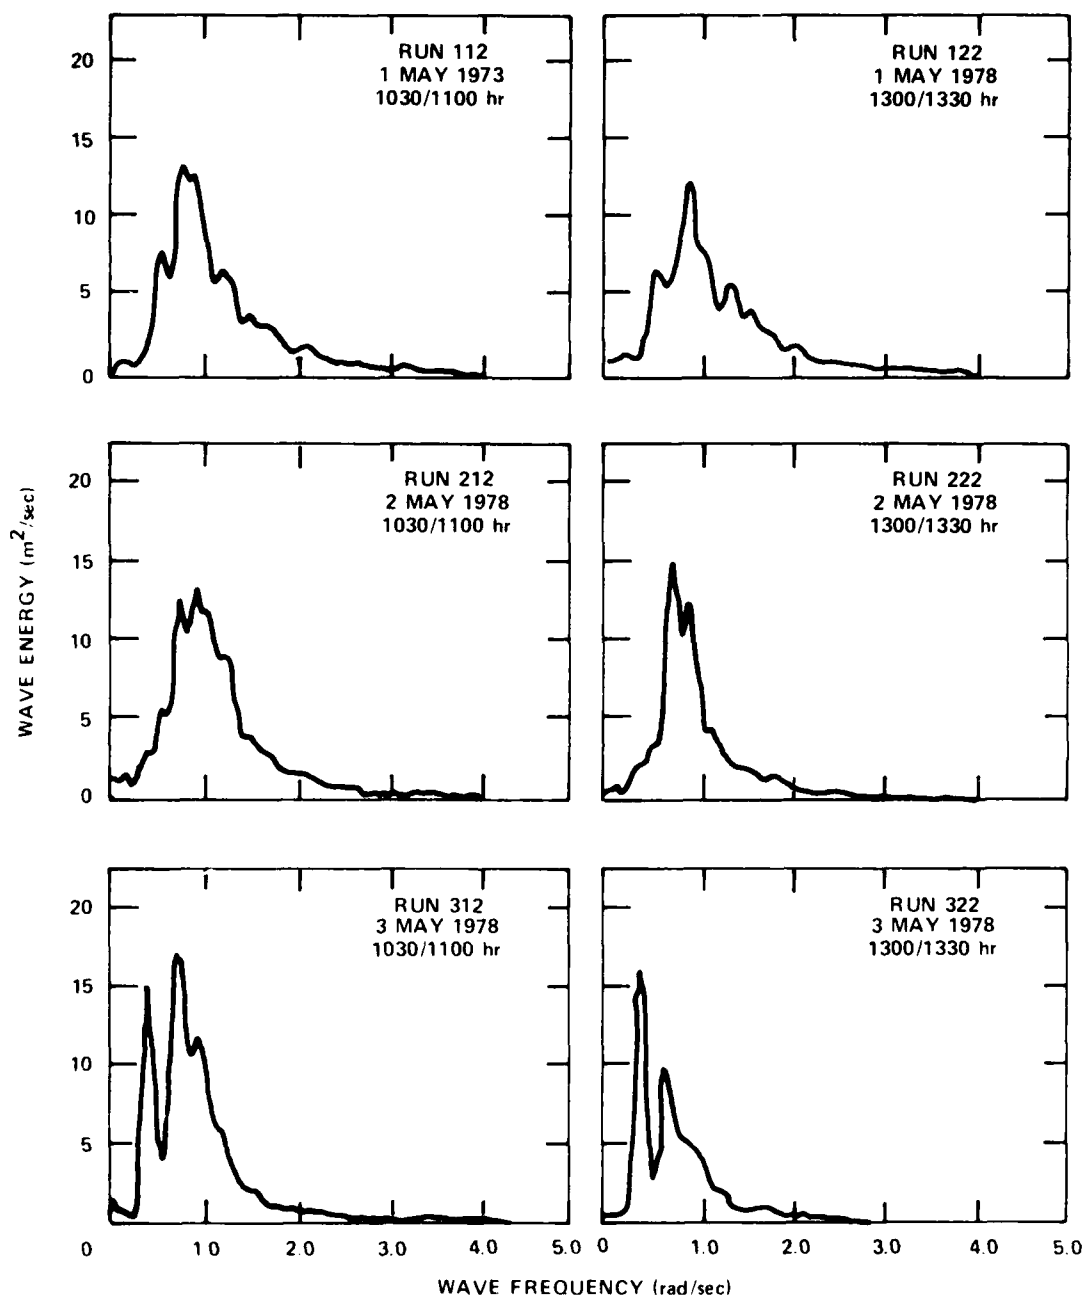 RUN 112
1 MAY 1973
1030/1100 hr
RUN 122
1 MAY 1978
1300/1330 hr
20
15
10
5
0
RUN 212
2 MAY 1978
1030/1100 hr
RUN 222
2 MAY 1978
1300/1330 hr
20
15
10
5
0
WAVE ENERGY (m²/sec)
RUN 312
3 MAY 1978
1030/1100 hr
RUN 322
3 MAY 1978
1300/1330 hr
20
15
10
5
0 1.0 2.0 3.0 4.0 5.0 0 1.0 2.0 3.0 4.0 5.0
WAVE FREQUENCY (rad/sec)